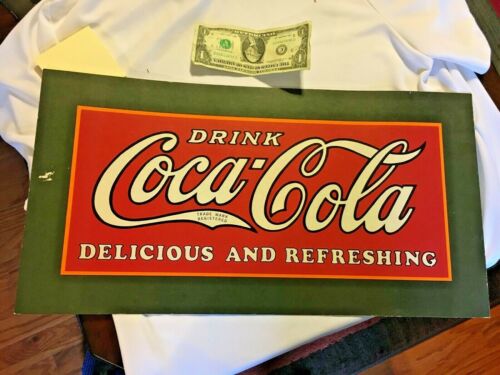 DRINK
Coca-Cola
TRADE MARK
REGISTERED
DELICIOUS AND REFRESHING